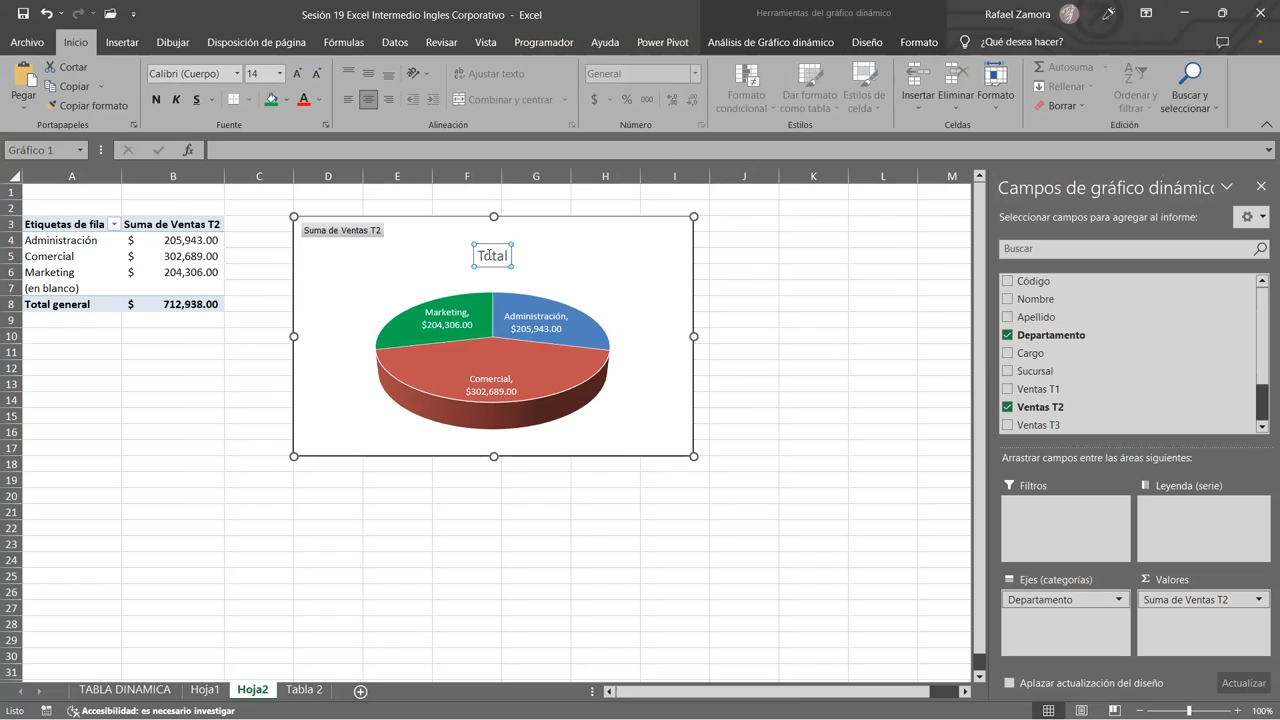 Sesión 19 Excel Intermedio Ingles Corporativo - Excel
Herramientas del gráfico dinámico
Rafael Zamora
Archivo Inicio Insertar Dibujar Disposición de página Fórmulas Datos Revisar Vista Programador Ayuda Power Pivot Análisis de Gráfico dinámico Diseño Formato ¿Qué desea hacer?
Pegar
Cortar
Copiar
Copiar formato
Portapapeles
Calibri (Cuerpo) 14
N K S
Fuente
Ajustar texto
Combinar y centrar
Alineación
General
$ % 000
Número
Formato condicional
Dar formato como tabla
Estilos de celda
Estilos
Insertar Eliminar Formato
Celdas
Autosuma
Rellenar
Borrar
Ordenar y filtrar
Buscar y seleccionar
Edición
Gráfico 1
fx
A B C D E F G H I J K L M
1
2
3 Etiquetas de fila Suma de Ventas T2
4 Administración $ 205,943.00
5 Comercial $ 302,689.00
6 Marketing $ 204,306.00
7 (en blanco)
8 Total general $ 712,938.00
9
10
11
12
13
14
15
16
17
18
19
20
21
22
23
24
25
26
27
28
29
30
31
Suma de Ventas T2
Total
Marketing,
$204,306.00
Administración,
$205,943.00
Comercial,
$302,689.00
Campos de gráfico dinámico
Seleccionar campos para agregar al informe:
Buscar
Código
Nombre
Apellido
Departamento
Cargo
Sucursal
Ventas T1
Ventas T2
Ventas T3
Arrastrar campos entre las áreas siguientes:
Filtros
Leyenda (serie)
Ejes (categorías)
Valores
Departamento
Suma de Ventas T2
Aplazar actualización del diseño
Actualizar
TABLA DINAMICA Hoja1 Hoja2 Tabla 2
Listo
Accesibilidad: es necesario investigar
100%